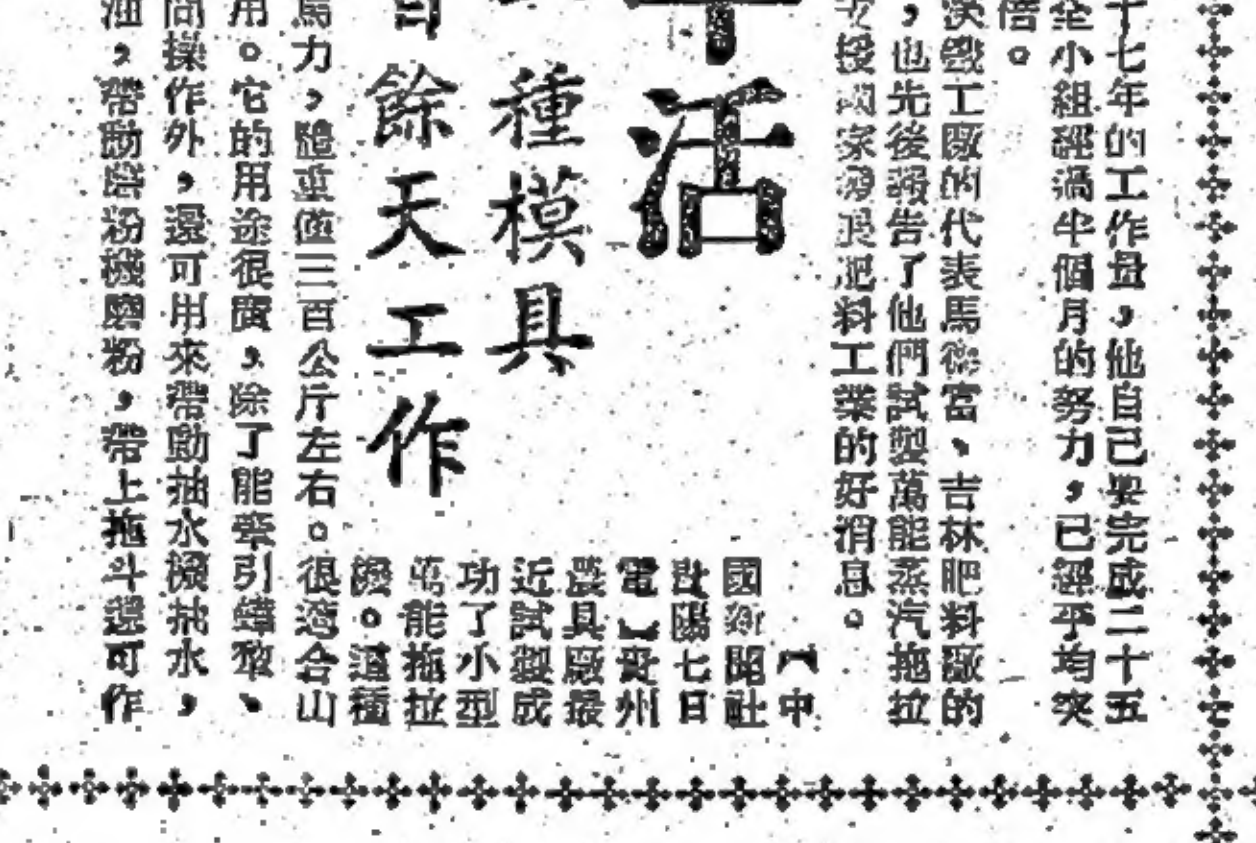 十七年的工作量，他自己要完成二十五
全小組經過半個月的努力，已經平均突
倍。
鋼工廠的代表馬德富、吉林肥料廠的
，也先後報告了他們試製萬能蒸汽拖拉
支援國家發展肥料工業的好消息。
活
種模具
餘天工作
【中
國新聞社
貴陽七日
電】貴州
農具廠最
近試製成
功了小型
萬能拖拉
機。這種
馬力，體重僅三百公斤左右。很適合山
用。它的用途很廣，除了能牽引雙犁、
操作外，還可用來帶動抽水機抽水，
油，帶動磨粉機磨粉，帶上拖斗還可作